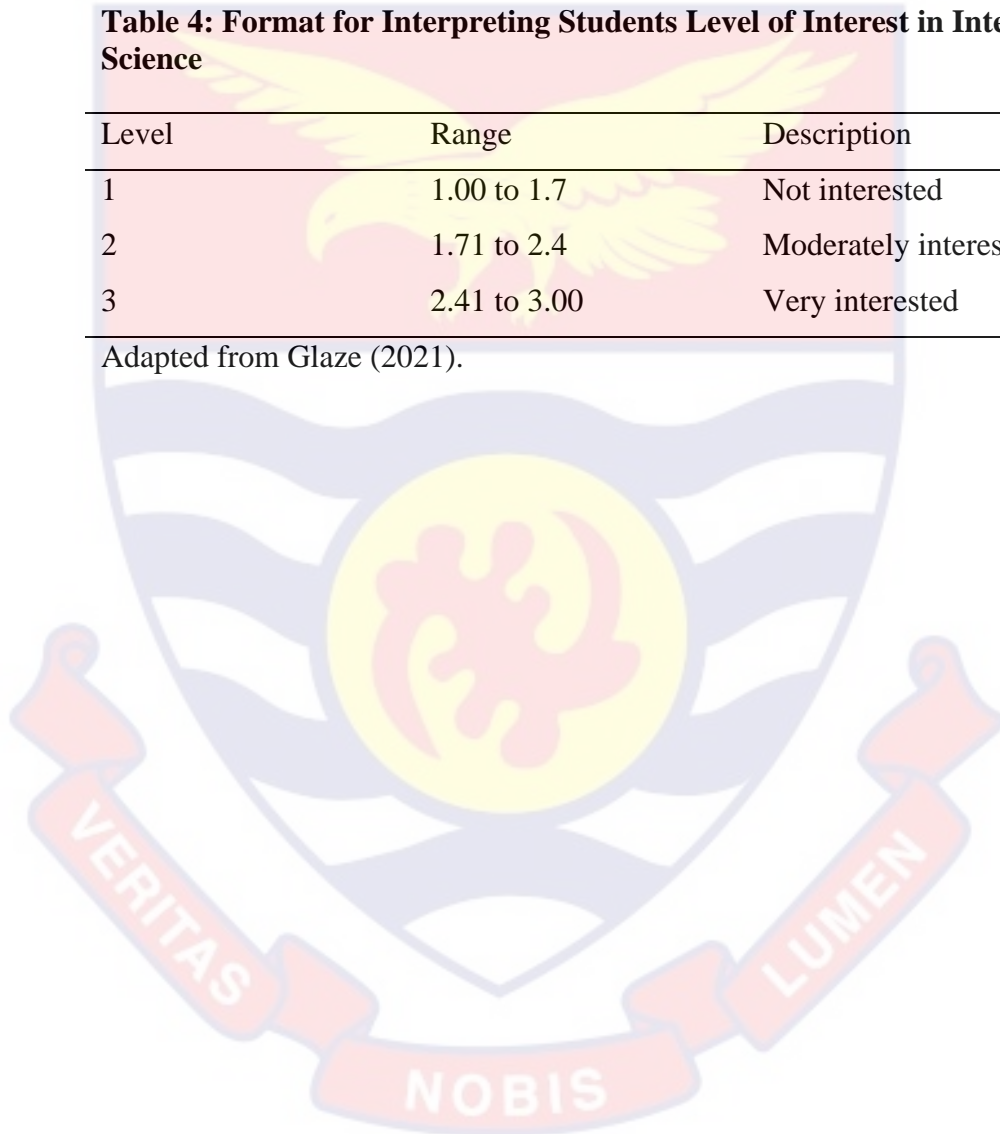 Table 4: Format for Interpreting Students Level of Interest in Inte
Science
Level Range Description
1 1.00 to 1.7 Not interested
2 1.71 to 2.4 Moderately interes
3 2.41 to 3.00 Very interested
Adapted from Glaze (2021).
VERITAS
NOBIS
LUMEN